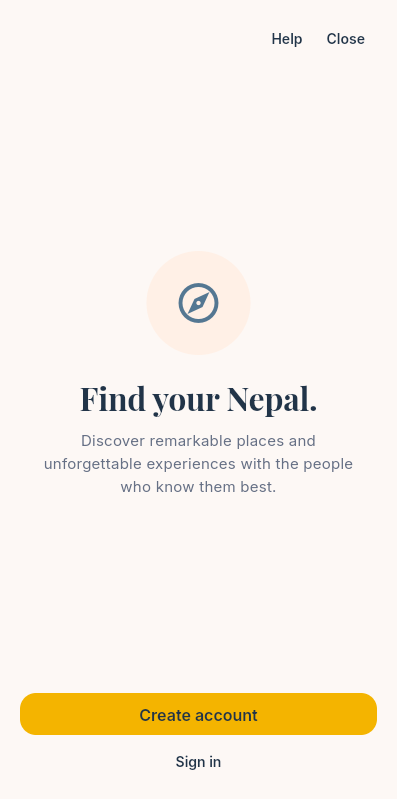 Help Close
Find your Nepal.
Discover remarkable places and
unforgettable experiences with the people
who know them best.
Create account
Sign in